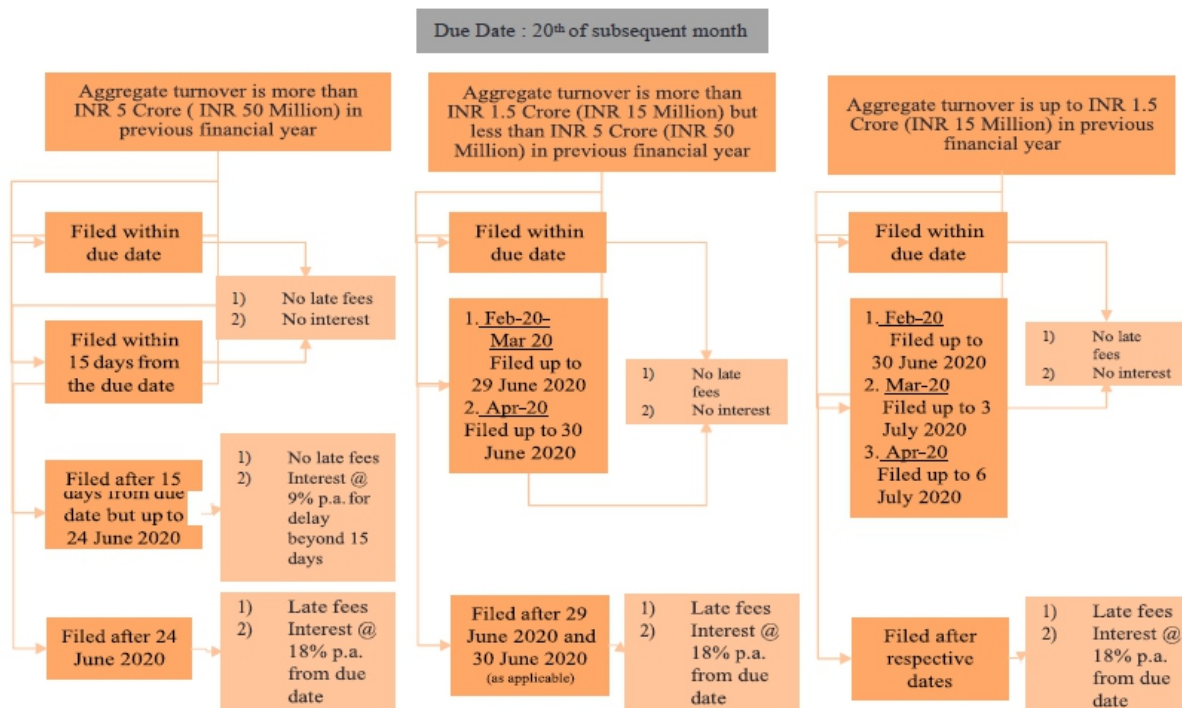 Due Date : 20th of subsequent month
Aggregate turnover is more than
INR 5 Crore ( INR 50 Million) in
previous financial year
Filed within
due date
1) No late fees
2) No interest
Filed within
15 days from
the due date
Filed after 15
days from due
date but up to
24 June 2020
1) No late fees
2) Interest @
9% p.a. for
delay
beyond 15
days
Filed after 24
June 2020
1) Late fees
2) Interest @
18% p.a.
from due
date
Aggregate turnover is more than
INR 1.5 Crore (INR 15 Million) but
less than INR 5 Crore (INR 50
Million) in previous financial year
Filed within
due date
1. Feb-20-
Mar 20
Filed up to
29 June 2020
2. Apr-20
Filed up to 30
June 2020
1) No late
fees
2) No interest
Filed after 29
June 2020 and
30 June 2020
(as applicable)
1) Late fees
2) Interest @
18% p.a.
from due
date
Aggregate turnover is up to INR 1.5
Crore (INR 15 Million) in previous
financial year
Filed within
due date
1. Feb-20
Filed up to
30 June 2020
2. Mar-20
Filed up to 3
July 2020
3. Apr-20
Filed up to 6
July 2020
1) No late
fees
2) No interest
Filed after
respective
dates
1) Late fees
2) Interest @
18% p.a.
from due
date